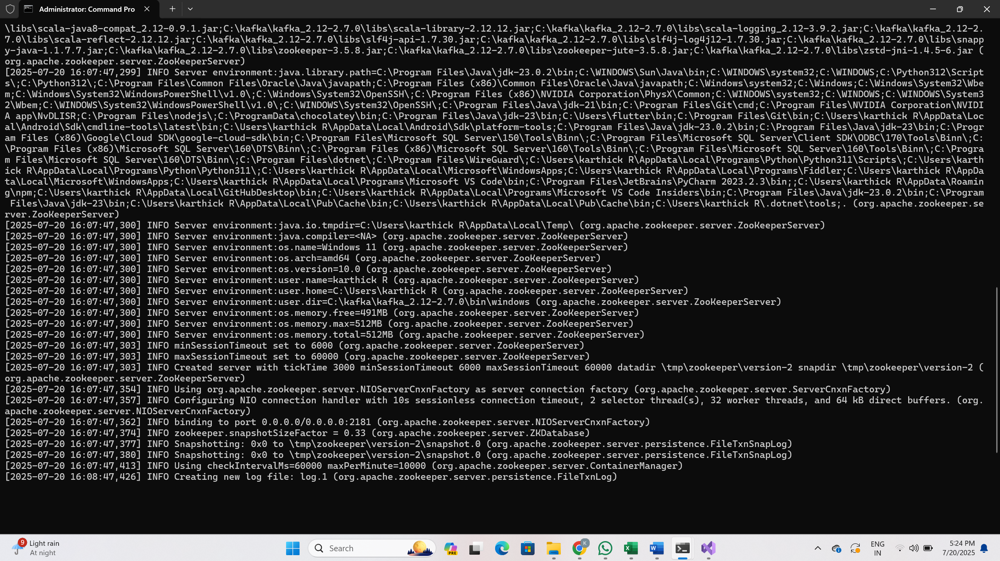 Administrator: Command Pro
\libs\scala-java8-compat_2.12-0.9.1.jar;C:\kafka\kafka_2.12-2.7.0\libs\scala-library-2.12.12.jar;C:\kafka\kafka_2.12-2.7.0\libs\scala-logging_2.12-3.9.2.jar;C:\kafka\kafka_2.12-2.
7.0\libs\scala-reflect-2.12.12.jar;C:\kafka\kafka_2.12-2.7.0\libs\slf4j-api-1.7.30.jar;C:\kafka\kafka_2.12-2.7.0\libs\slf4j-log4j12-1.7.30.jar;C:\kafka\kafka_2.12-2.7.0\libs\snapp
y-java-1.1.7.7.jar;C:\kafka\kafka_2.12-2.7.0\libs\zookeeper-3.5.8.jar;C:\kafka\kafka_2.12-2.7.0\libs\zookeeper-jute-3.5.8.jar;C:\kafka\kafka_2.12-2.7.0\libs\zstd-jni-1.4.5-6.jar (
org.apache.zookeeper.server.ZooKeeperServer)
[2025-07-20 16:07:47,299] INFO Server environment:java.library.path=C:\Program Files\Java\jdk-23.0.2\bin;C:\WINDOWS\Sun\Java\bin;C:\WINDOWS\system32;C:\WINDOWS;C:\Python312\Script
s\;C:\Python312\;C:\Program Files\Common Files\Oracle\Java\javapath;C:\Program Files (x86)\Common Files\Oracle\Java\javapath;C:\Windows\system32;C:\Windows;C:\Windows\System32\Wbe
m;C:\Windows\System32\WindowsPowerShell\v1.0\;C:\Windows\System32\OpenSSH\;C:\Program Files (x86)\NVIDIA Corporation\PhysX\Common;C:\WINDOWS\system32;C:\WINDOWS;C:\WINDOWS\System3
2\Wbem;C:\WINDOWS\System32\WindowsPowerShell\v1.0\;C:\WINDOWS\System32\OpenSSH\;C:\Program Files\Java\jdk-21\bin;C:\Program Files\Git\cmd;C:\Program Files\NVIDIA Corporation\NVIDI
A app\NvDLISR;C:\Program Files\nodejs\;C:\ProgramData\chocolatey\bin;C:\Program Files\Java\jdk-23\bin;C:\Users\flutter\bin;C:\Program Files\Git\bin;C:\Users\karthick R\AppData\Loc
al\Android\Sdk\cmdline-tools\latest\bin;C:\Users\karthick R\AppData\Local\Android\Sdk\platform-tools;C:\Program Files\Java\jdk-23.0.2\bin;C:\Program Files\Java\jdk-23\bin;C:\Progr
am Files (x86)\Google\Cloud SDK\google-cloud-sdk\bin;C:\Program Files\Microsoft SQL Server\150\Tools\Binn\;C:\Program Files\Microsoft SQL Server\Client SDK\ODBC\170\Tools\Binn\;C:
\Program Files (x86)\Microsoft SQL Server\160\DTS\Binn\;C:\Program Files (x86)\Microsoft SQL Server\160\Tools\Binn\;C:\Program Files\Microsoft SQL Server\160\Tools\Binn\;C:\Progra
m Files\Microsoft SQL Server\160\DTS\Binn\;C:\Program Files\dotnet\;C:\Program Files\WireGuard\;C:\Users\karthick R\AppData\Local\Programs\Python\Python311\Scripts\;C:\Users\karth
ick R\AppData\Local\Programs\Python\Python311\;C:\Users\karthick R\AppData\Local\Microsoft\WindowsApps;C:\Users\karthick R\AppData\Local\Programs\Fiddler;C:\Users\karthick R\AppDa
ta\Local\Microsoft\WindowsApps;C:\Users\karthick R\AppData\Local\Programs\Microsoft VS Code\bin;C:\Program Files\JetBrains\PyCharm 2023.2.3\bin;;C:\Users\karthick R\AppData\Roamin
g\npm;C:\Users\karthick R\AppData\Local\GitHubDesktop\bin;C:\Users\karthick R\AppData\Local\Programs\Microsoft VS Code Insiders\bin;C:\Program Files\Java\jdk-23.0.2\bin;C:\Program
 Files\Java\jdk-23\bin;C:\Users\karthick R\AppData\Local\Pub\Cache\bin;C:\Users\karthick R\AppData\Local\Pub\Cache\bin;C:\Users\karthick R\.dotnet\tools;. (org.apache.zookeeper.se
rver.ZooKeeperServer)
[2025-07-20 16:07:47,300] INFO Server environment:java.io.tmpdir=C:\Users\karthick R\AppData\Local\Temp\ (org.apache.zookeeper.server.ZooKeeperServer)
[2025-07-20 16:07:47,300] INFO Server environment:java.compiler=<NA> (org.apache.zookeeper.server.ZooKeeperServer)
[2025-07-20 16:07:47,300] INFO Server environment:os.name=Windows 11 (org.apache.zookeeper.server.ZooKeeperServer)
[2025-07-20 16:07:47,300] INFO Server environment:os.arch=amd64 (org.apache.zookeeper.server.ZooKeeperServer)
[2025-07-20 16:07:47,300] INFO Server environment:os.version=10.0 (org.apache.zookeeper.server.ZooKeeperServer)
[2025-07-20 16:07:47,300] INFO Server environment:user.name=karthick R (org.apache.zookeeper.server.ZooKeeperServer)
[2025-07-20 16:07:47,300] INFO Server environment:user.home=C:\Users\karthick R (org.apache.zookeeper.server.ZooKeeperServer)
[2025-07-20 16:07:47,300] INFO Server environment:user.dir=C:\kafka\kafka_2.12-2.7.0\bin\windows (org.apache.zookeeper.server.ZooKeeperServer)
[2025-07-20 16:07:47,300] INFO Server environment:os.memory.free=491MB (org.apache.zookeeper.server.ZooKeeperServer)
[2025-07-20 16:07:47,300] INFO Server environment:os.memory.max=512MB (org.apache.zookeeper.server.ZooKeeperServer)
[2025-07-20 16:07:47,300] INFO Server environment:os.memory.total=512MB (org.apache.zookeeper.server.ZooKeeperServer)
[2025-07-20 16:07:47,303] INFO minSessionTimeout set to 6000 (org.apache.zookeeper.server.ZooKeeperServer)
[2025-07-20 16:07:47,303] INFO maxSessionTimeout set to 60000 (org.apache.zookeeper.server.ZooKeeperServer)
[2025-07-20 16:07:47,303] INFO Created server with tickTime 3000 minSessionTimeout 6000 maxSessionTimeout 60000 datadir \tmp\zookeeper\version-2 snapdir \tmp\zookeeper\version-2 (
org.apache.zookeeper.server.ZooKeeperServer)
[2025-07-20 16:07:47,354] INFO Using org.apache.zookeeper.server.NIOServerCnxnFactory as server connection factory (org.apache.zookeeper.server.ServerCnxnFactory)
[2025-07-20 16:07:47,357] INFO Configuring NIO connection handler with 10s sessionless connection timeout, 2 selector thread(s), 32 worker threads, and 64 kB direct buffers. (org.
apache.zookeeper.server.NIOServerCnxnFactory)
[2025-07-20 16:07:47,362] INFO binding to port 0.0.0.0/0.0.0.0:2181 (org.apache.zookeeper.server.NIOServerCnxnFactory)
[2025-07-20 16:07:47,374] INFO zookeeper.snapshotSizeFactor = 0.33 (org.apache.zookeeper.server.ZKDatabase)
[2025-07-20 16:07:47,377] INFO Snapshotting: 0x0 to \tmp\zookeeper\version-2\snapshot.0 (org.apache.zookeeper.server.persistence.FileTxnSnapLog)
[2025-07-20 16:07:47,380] INFO Snapshotting: 0x0 to \tmp\zookeeper\version-2\snapshot.0 (org.apache.zookeeper.server.persistence.FileTxnSnapLog)
[2025-07-20 16:07:47,413] INFO Using checkIntervalMs=60000 maxPerMinute=10000 (org.apache.zookeeper.server.ContainerManager)
[2025-07-20 16:08:47,426] INFO Creating new log file: log.1 (org.apache.zookeeper.server.persistence.FileTxnLog)
9
Light rain
At night
Search
PRE
K
X
W
ENG
IN
5:24 PM
7/20/2025